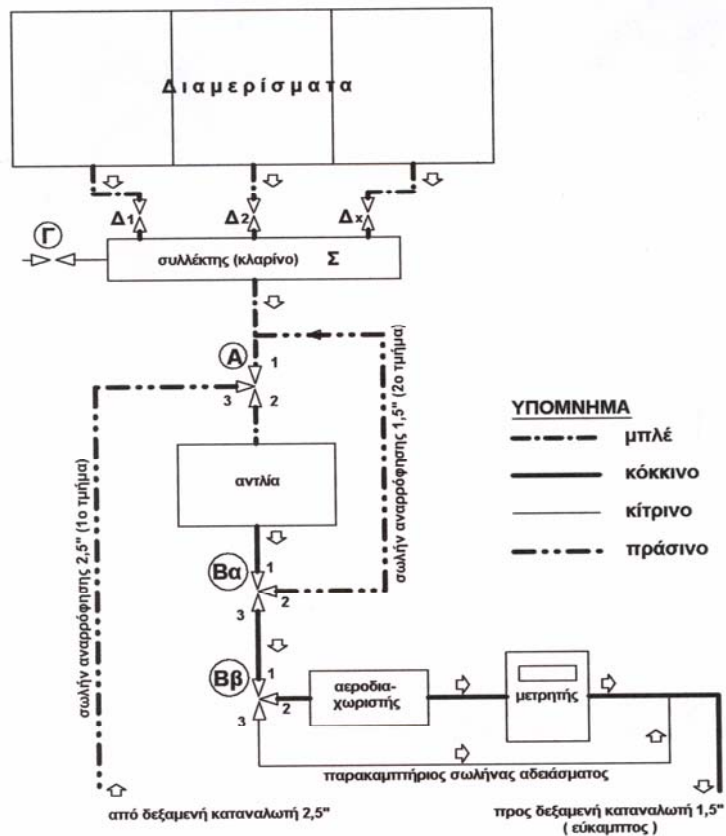 Διαμερίσματα
Δ1
Δ2
Δx
Γ
συλλέκτης (κλαρίνο) Σ
A
1
3
2
αντλία
σωλήν αναρρόφησης 1,5" (2ο τμήμα)
σωλήν αναρρόφησης 2,5" (1ο τμήμα)
ΥΠΟΜΝΗΜΑ
μπλέ
κόκκινο
κίτρινο
πράσινο
Βα
1
2
3
Ββ
1
2
3
αεροδια-
χωριστής
μετρητής
παρακαμπτήριος σωλήνας αδειάσματος
από δεξαμενή καταναλωτή 2,5"
προς δεξαμενή καταναλωτή 1,5"
( εύκαμπτος )